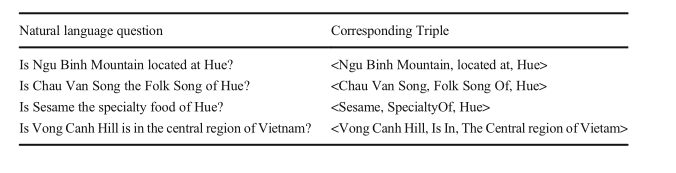 Natural language question Corresponding Triple
Is Ngu Binh Mountain located at Hue? <Ngu Binh Mountain, located at, Hue>
Is Chau Van Song the Folk Song of Hue? <Chau Van Song, Folk Song Of, Hue>
Is Sesame the specialty food of Hue? <Sesame, SpecialtyOf, Hue>
Is Vong Canh Hill is in the central region of Vietnam? <Vong Canh Hill, Is In, The Central region of Vietam>